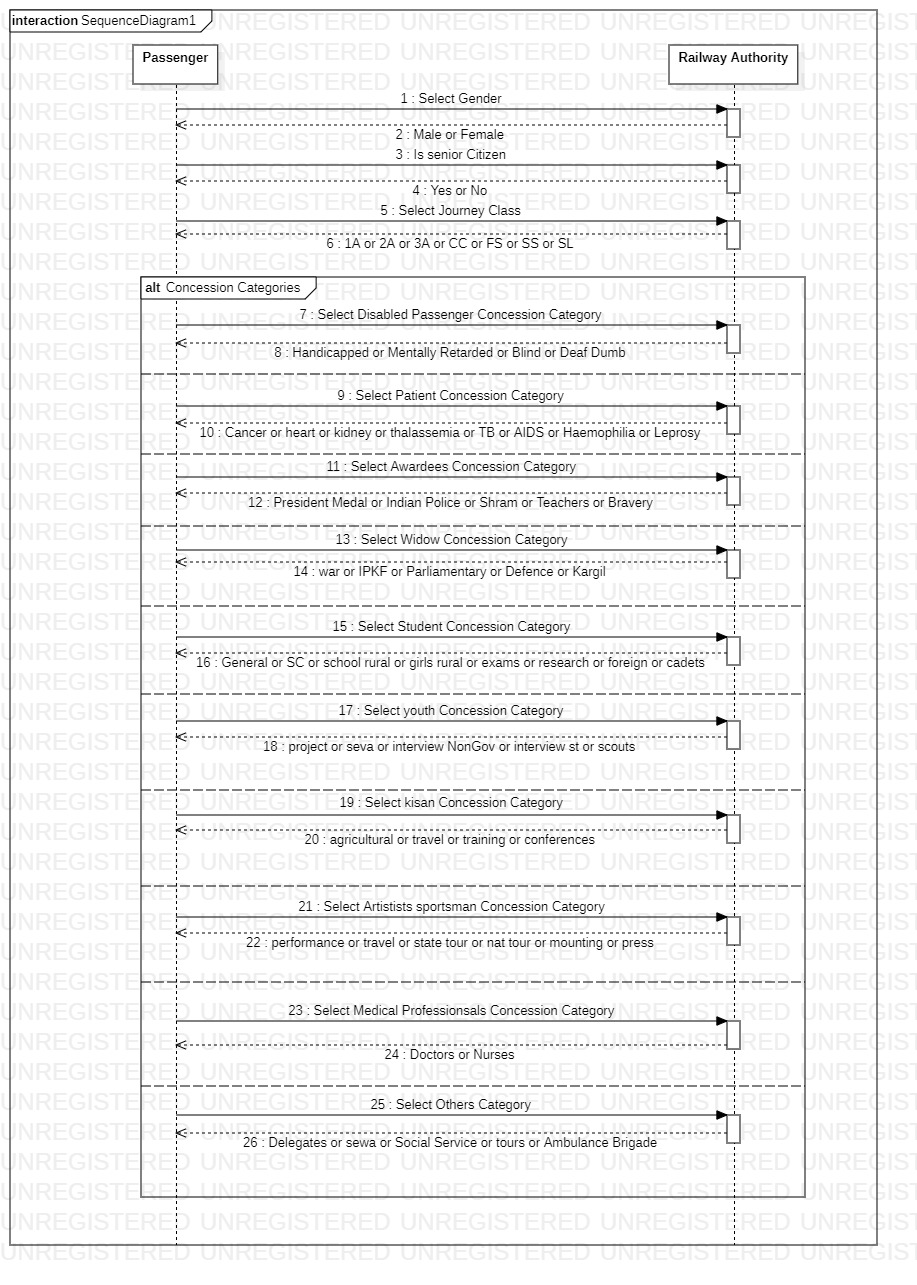 interaction SequenceDiagram1
Passenger
Railway Authority
1 : Select Gender
2 : Male or Female
3 : Is senior Citizen
4 : Yes or No
5 : Select Journey Class
6 : 1A or 2A or 3A or CC or FS or SS or SL
alt Concession Categories
7 : Select Disabled Passenger Concession Category
8 : Handicapped or Mentally Retarded or Blind or Deaf Dumb
9 : Select Patient Concession Category
10 : Cancer or heart or kidney or thalassemia or TB or AIDS or Haemophilia or Leprosy
11 : Select Awardees Concession Category
12 : President Medal or Indian Police or Shram or Teachers or Bravery
13 : Select Widow Concession Category
14 : war or IPKF or Parliamentary or Defence or Kargil
15 : Select Student Concession Category
16 : General or SC or school rural or girls rural or exams or research or foreign or cadets
17 : Select youth Concession Category
18 : project or seva or interview NonGov or interview st or scouts
19 : Select kisan Concession Category
20 : agricultural or travel or training or conferences
21 : Select Artistists sportsman Concession Category
22 : performance or travel or state tour or nat tour or mounting or press
23 : Select Medical Professionsals Concession Category
24 : Doctors or Nurses
25 : Select Others Category
26 : Delegates or sewa or Social Service or tours or Ambulance Brigade
UNREGISTERED